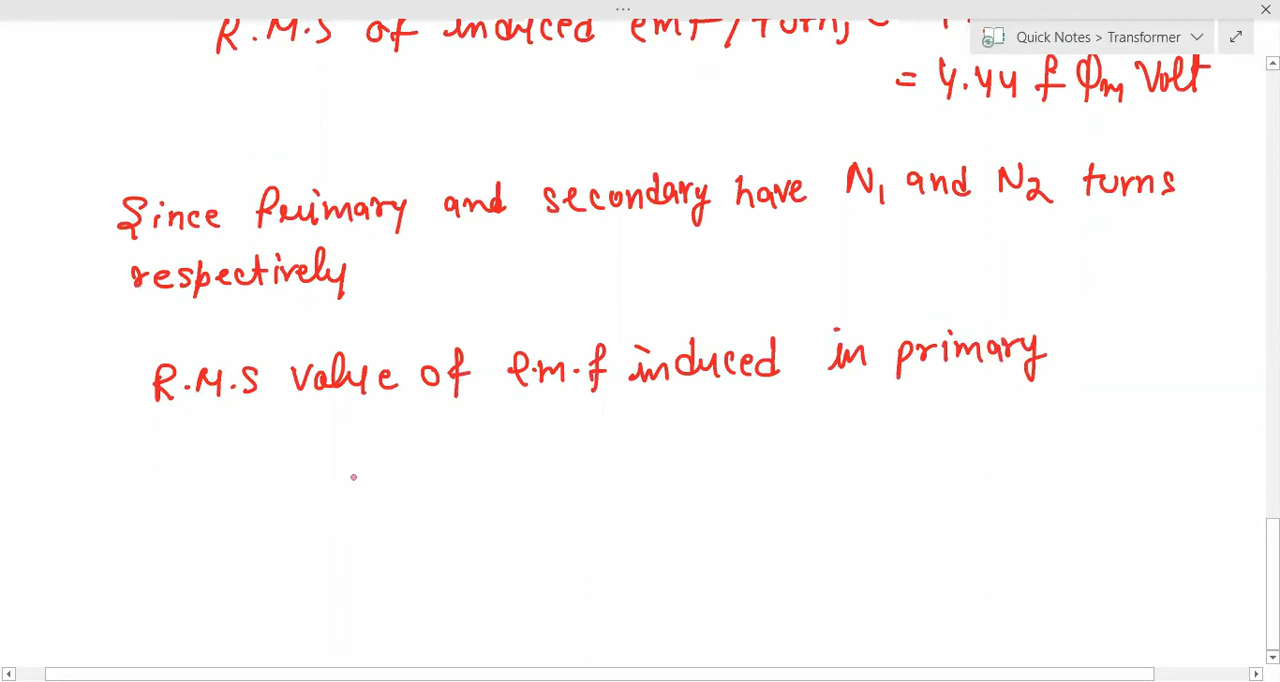 R.M.S of induced emf/turn,
Quick Notes > Transformer
= 4.44 f Φm Volt
Since Primary and secondary have N1 and N2 turns
respectively
R.M.S value of e.m.f induced in primary